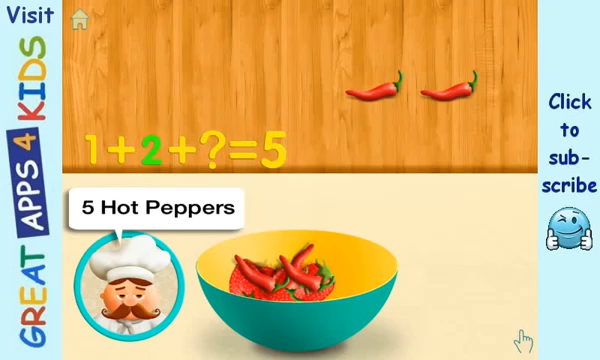 Visit
GREAT APPS 4 KIDS
1+2+?=5
5 Hot Peppers
Click
to
sub-
scribe